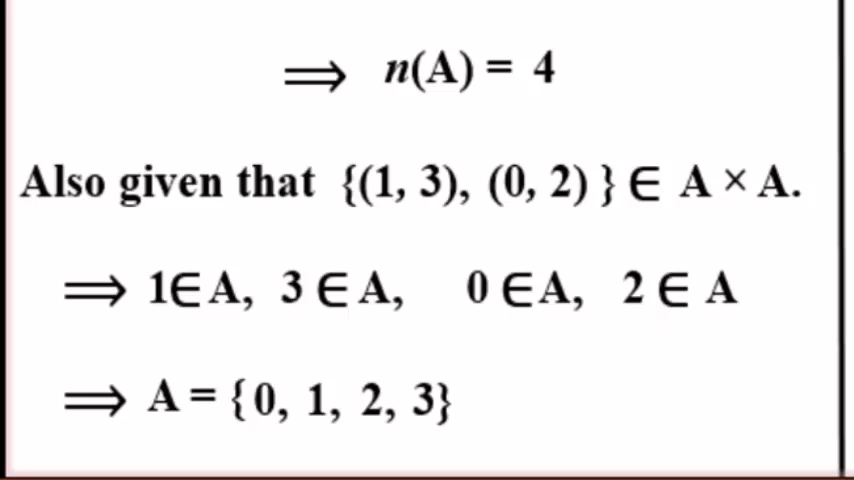 ⟹ n(A) = 4
Also given that {(1, 3), (0, 2) } ∈ A × A.
⟹ 1∈ A, 3 ∈ A, 0 ∈ A, 2 ∈ A
⟹ A = {0, 1, 2, 3}